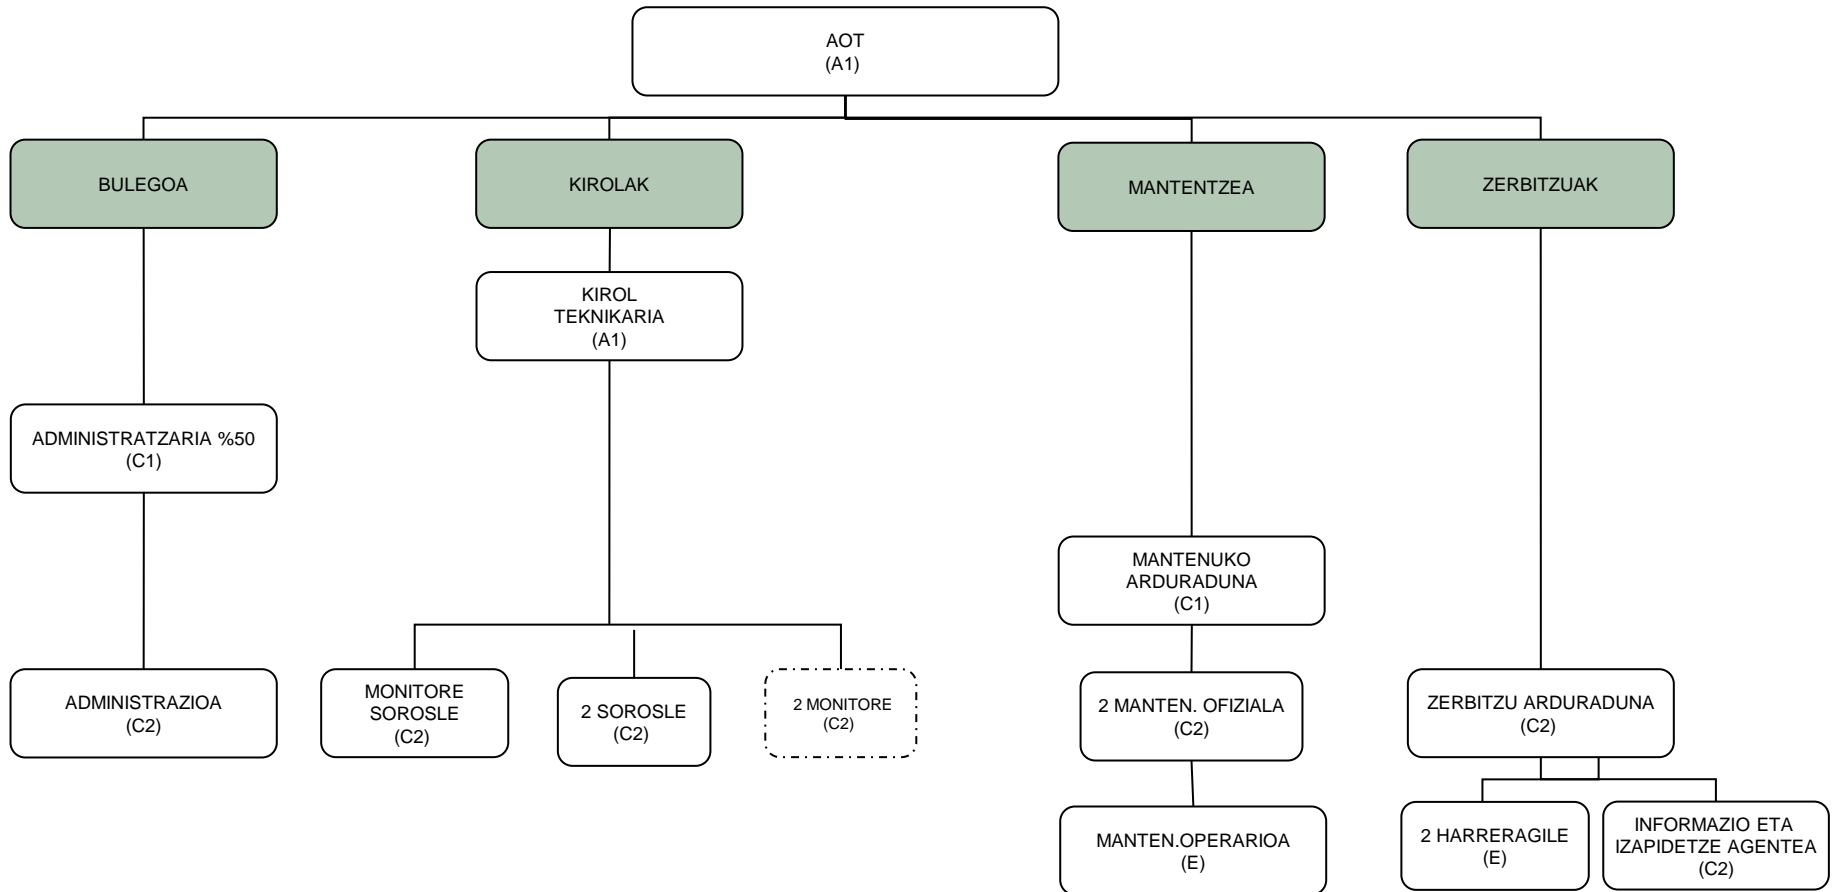 AOT
(A1)
BULEGOA
KIROLAK
MANTENTZEA
ZERBITZUAK
KIROL
TEKNIKARIA
(A1)
ADMINISTRATZARIA %50
(C1)
MANTENUKO
ARDURADUNA
(C1)
ADMINISTRAZIOA
(C2)
MONITORE
SOROSLE
(C2)
2 SOROSLE
(C2)
2 MONITORE
(C2)
2 MANTEN. OFIZIALA
(C2)
ZERBITZU ARDURADUNA
(C2)
MANTEN.OPERARIOA
(E)
2 HARRERAGILE
(E)
INFORMAZIO ETA
IZAPIDETZE AGENTEA
(C2)